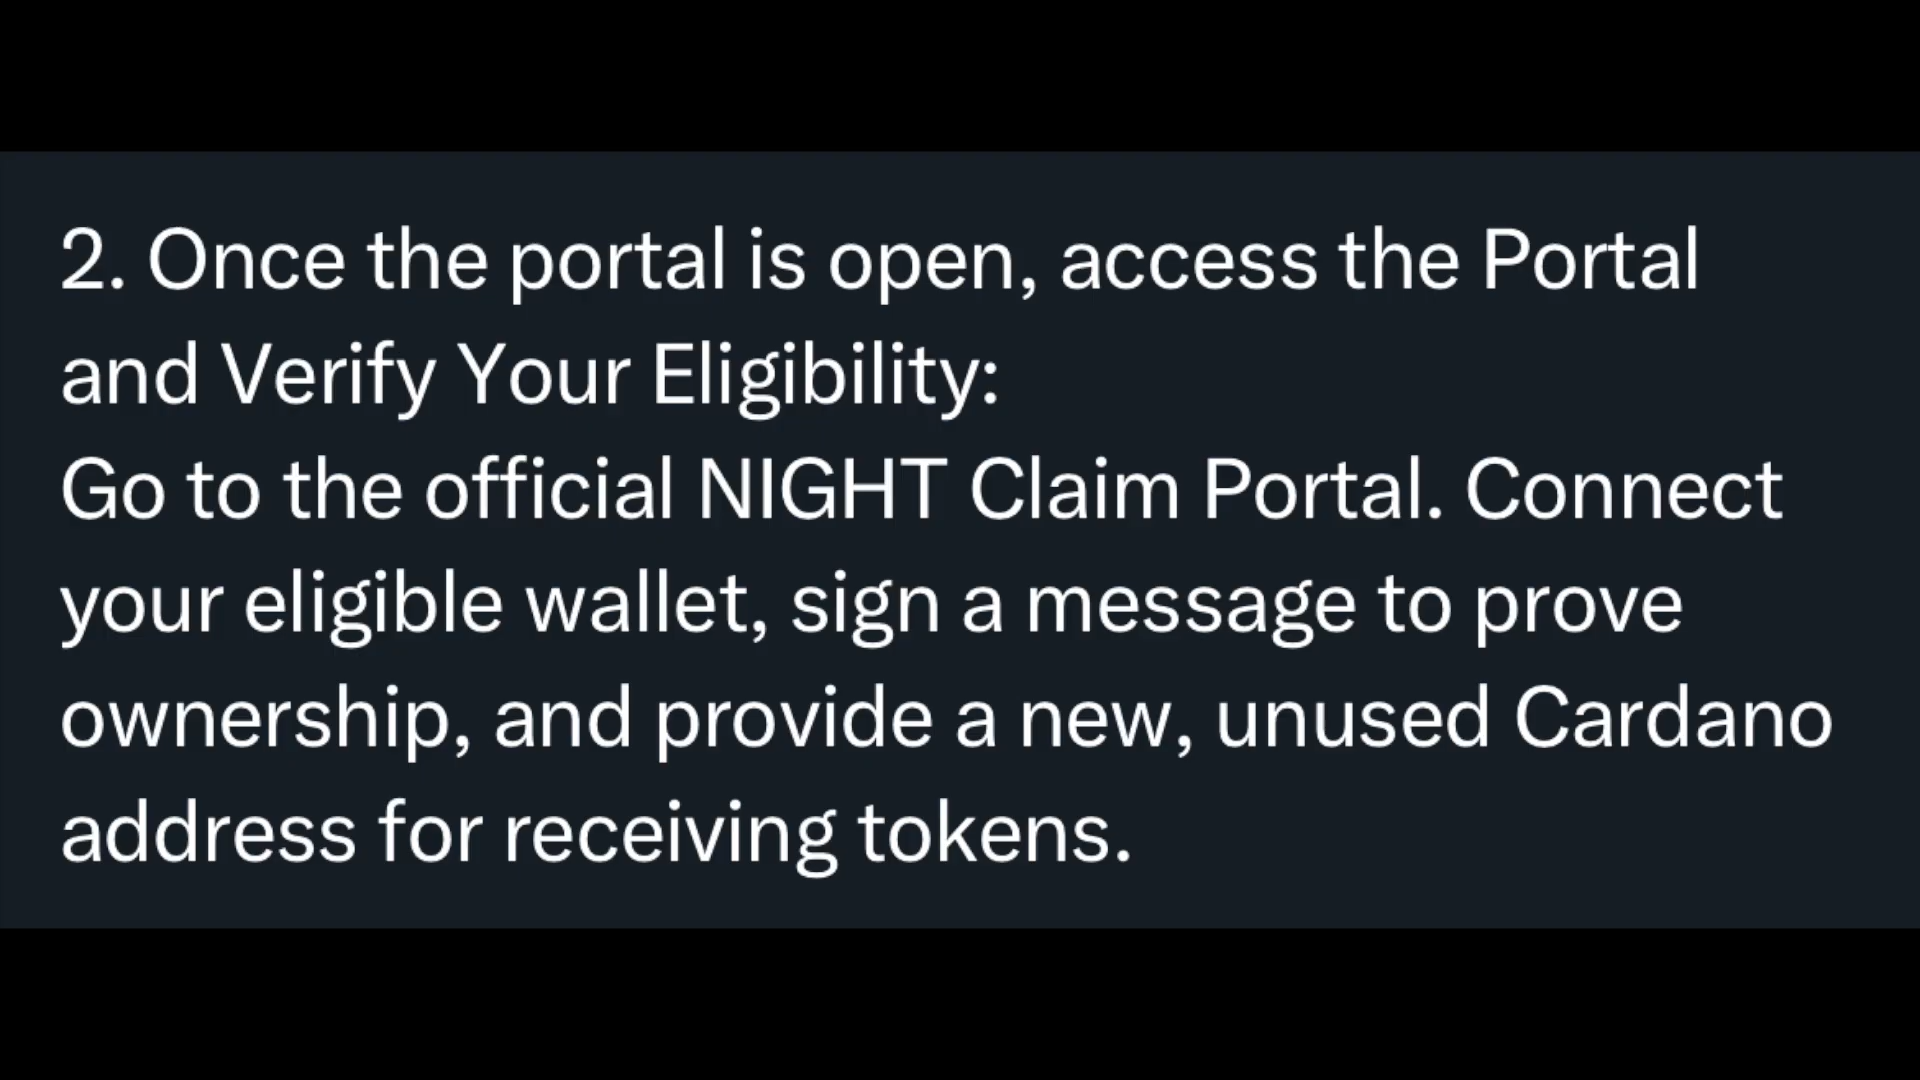 2. Once the portal is open, access the Portal
and Verify Your Eligibility:
Go to the official NIGHT Claim Portal. Connect
your eligible wallet, sign a message to prove
ownership, and provide a new, unused Cardano
address for receiving tokens.